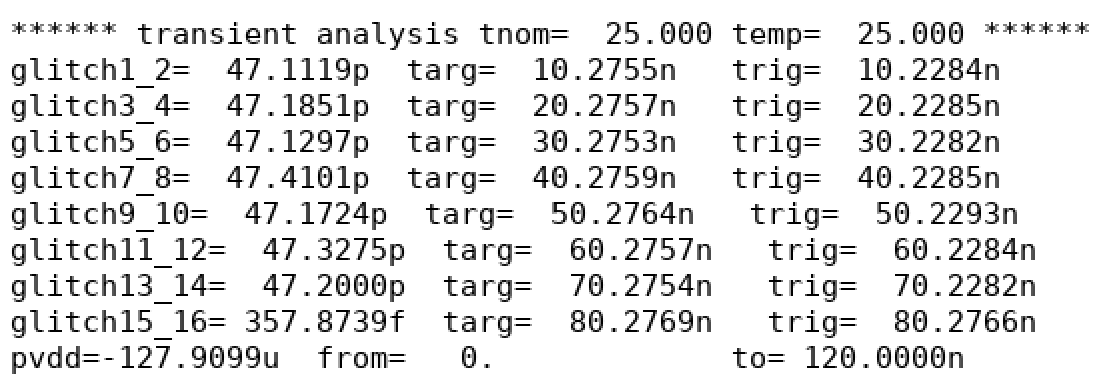 ****** transient analysis tnom=  25.000 temp=  25.000 ******
glitch1_2=  47.1119p  targ=  10.2755n   trig=  10.2284n
glitch3_4=  47.1851p  targ=  20.2757n   trig=  20.2285n
glitch5_6=  47.1297p  targ=  30.2753n   trig=  30.2282n
glitch7_8=  47.4101p  targ=  40.2759n   trig=  40.2285n
glitch9_10=  47.1724p  targ=  50.2764n   trig=  50.2293n
glitch11_12=  47.3275p  targ=  60.2757n   trig=  60.2284n
glitch13_14=  47.2000p  targ=  70.2754n   trig=  70.2282n
glitch15_16= 357.8739f  targ=  80.2769n   trig=  80.2766n
pvdd=-127.9099u  from=   0.             to= 120.0000n